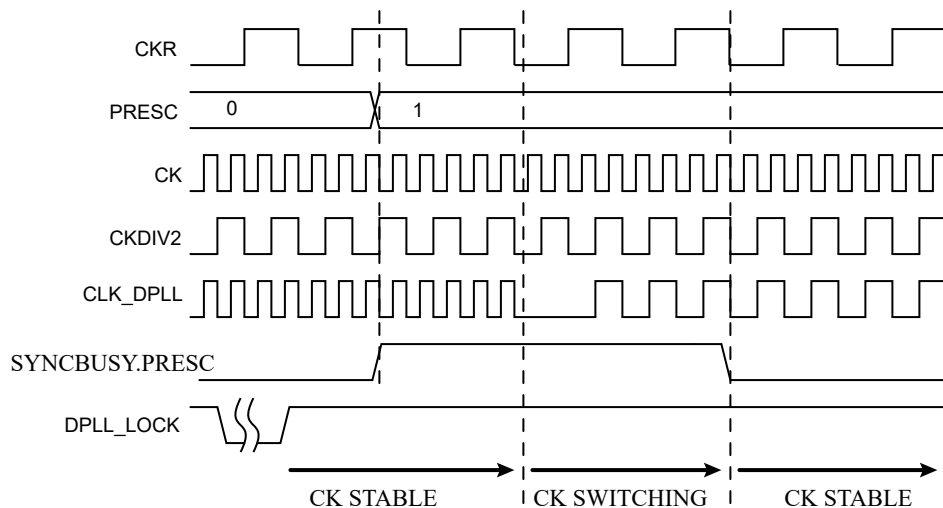 CKR
PRESC 0 1
CK
CKDIV2
CLK_DPLL
SYNCBUSY.PRESC
DPLL_LOCK
CK STABLE CK SWITCHING CK STABLE